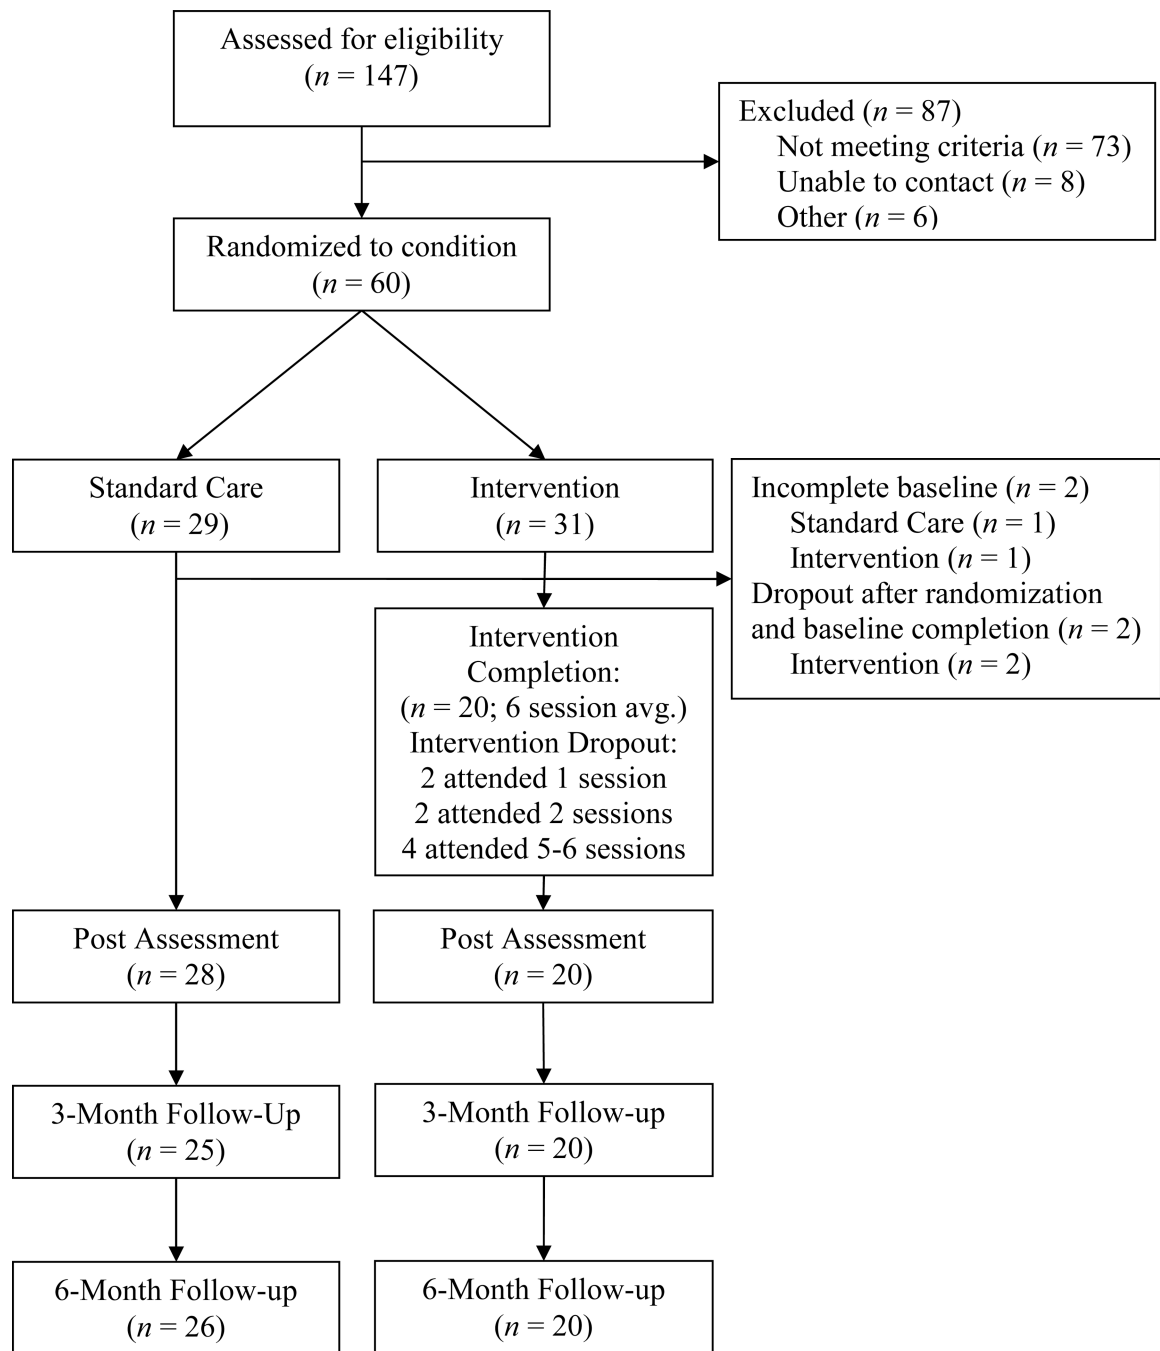 Assessed for eligibility
(n = 147)
Excluded (n = 87)
Not meeting criteria (n = 73)
Unable to contact (n = 8)
Other (n = 6)
Randomized to condition
(n = 60)
Standard Care
(n = 29)
Intervention
(n = 31)
Incomplete baseline (n = 2)
Standard Care (n = 1)
Intervention (n = 1)
Dropout after randomization
and baseline completion (n = 2)
Intervention (n = 2)
Intervention
Completion:
(n = 20; 6 session avg.)
Intervention Dropout:
2 attended 1 session
2 attended 2 sessions
4 attended 5-6 sessions
Post Assessment
(n = 28)
Post Assessment
(n = 20)
3-Month Follow-Up
(n = 25)
3-Month Follow-up
(n = 20)
6-Month Follow-up
(n = 26)
6-Month Follow-up
(n = 20)